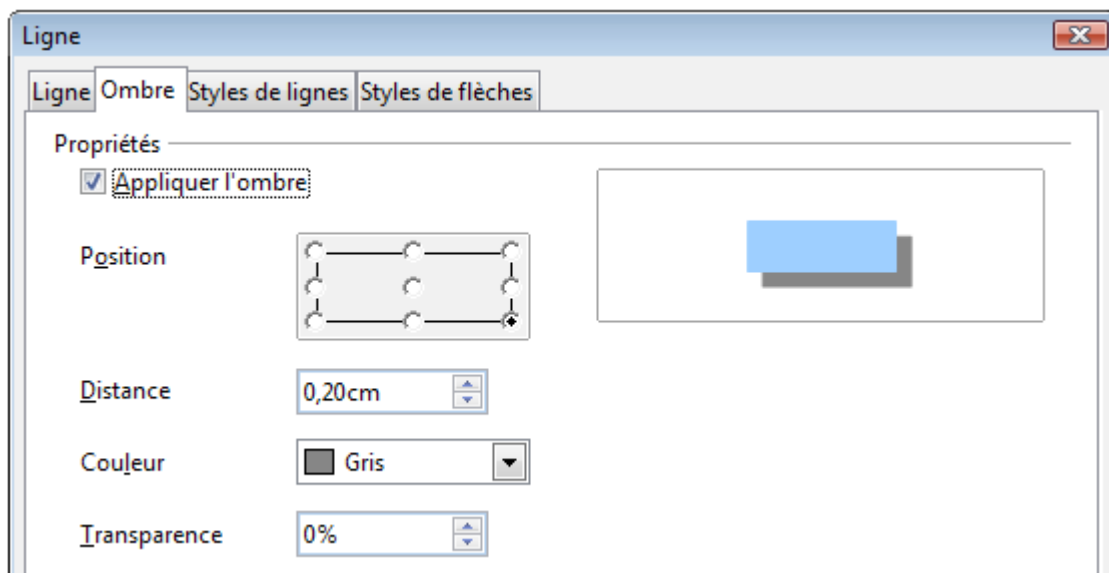 Ligne
Ligne Ombre Styles de lignes Styles de flèches
Propriétés
Appliquer l'ombre
Position
Distance 0,20cm
Couleur Gris
Transparence 0%